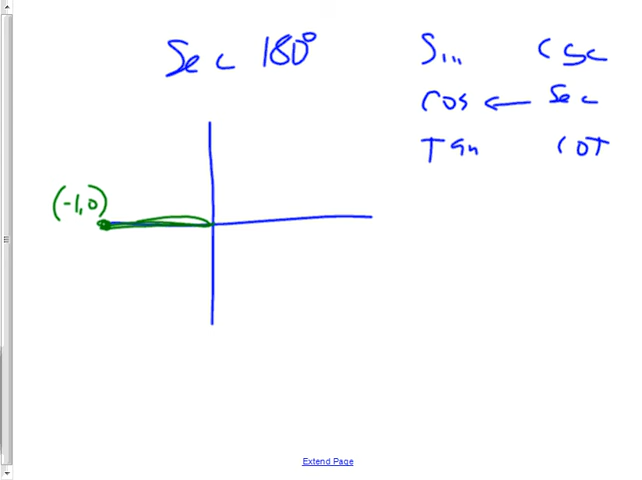 Sec 180°
Sin Csc
Cos ← Sec
Tan COT
(-1,0)
Extend Page